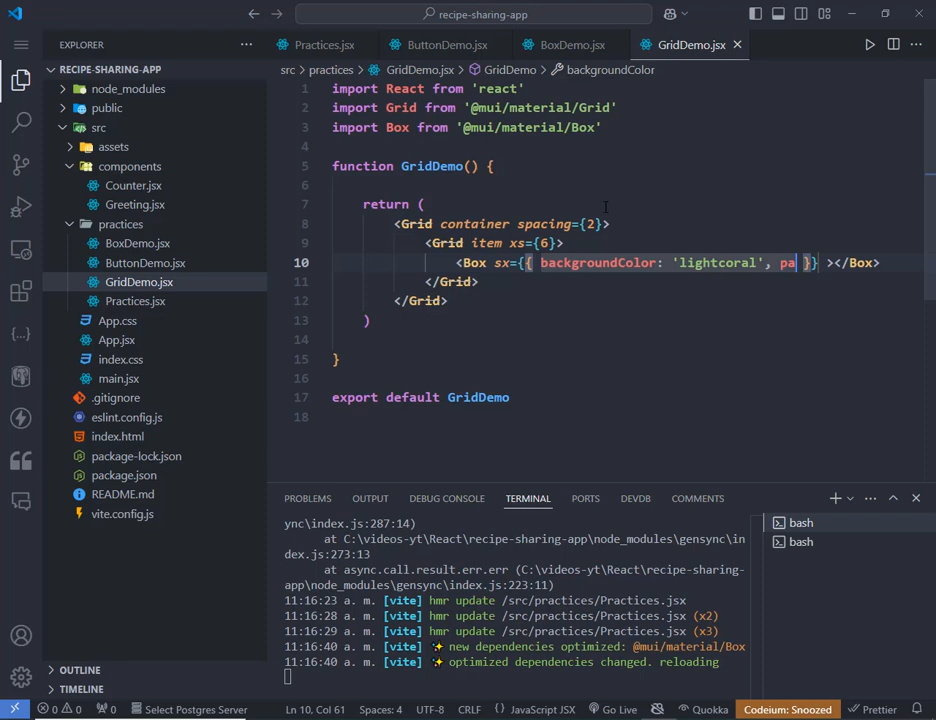 recipe-sharing-app
EXPLORER
Practices.jsx
ButtonDemo.jsx
BoxDemo.jsx
GridDemo.jsx
src > practices > GridDemo.jsx > GridDemo > backgroundColor
RECIPE-SHARING-APP
node_modules
public
src
assets
components
Counter.jsx
Greeting.jsx
practices
BoxDemo.jsx
ButtonDemo.jsx
GridDemo.jsx
Practices.jsx
App.css
App.jsx
index.css
main.jsx
.gitignore
eslint.config.js
index.html
package-lock.json
package.json
README.md
vite.config.js
OUTLINE
TIMELINE
1 import React from 'react'
2 import Grid from '@mui/material/Grid'
3 import Box from '@mui/material/Box'
4
5 function GridDemo() {
6
7 return (
8 <Grid container spacing={2}>
9 <Grid item xs={6}>
10 <Box sx={{ backgroundColor: 'lightcoral', pa }} ></Box>
11 </Grid>
12 </Grid>
13 )
14
15 }
16
17 export default GridDemo
18
PROBLEMS OUTPUT DEBUG CONSOLE TERMINAL PORTS DEVDB COMMENTS
ync\index.js:287:14)
at C:\videos-yt\React\recipe-sharing-app\node_modules\gensync\in
dex.js:273:13
at async.call.result.err.err (C:\videos-yt\React\recipe-sharing-
app\node_modules\gensync\index.js:223:11)
11:16:23 a. m. [vite] hmr update /src/practices/Practices.jsx
11:16:28 a. m. [vite] hmr update /src/practices/Practices.jsx (x2)
11:16:29 a. m. [vite] hmr update /src/practices/Practices.jsx (x3)
11:16:40 a. m. [vite] ✨ new dependencies optimized: @mui/material/Box
11:16:40 a. m. [vite] ✨ optimized dependencies changed. reloading
bash
bash
0 0 0 Select Postgres Server Ln 10, Col 61 Spaces: 4 UTF-8 CRLF {} JavaScript JSX Go Live Quokka Codeium: Snoozed Prettier